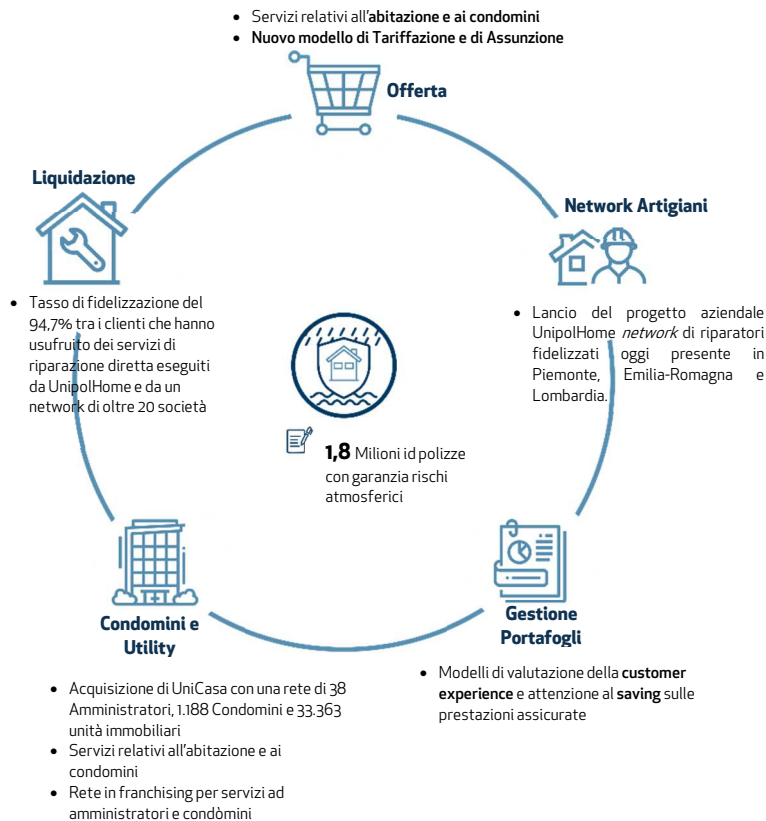 • Servizi relativi all'abitazione e ai condomini
• Nuovo modello di Tariffazione e di Assunzione
Offerta
Liquidazione
• Tasso di fidelizzazione del
94,7% tra i clienti che hanno
usufruito dei servizi di
riparazione diretta eseguiti
da UnipolHome e da un
network di oltre 20 società
Network Artigiani
• Lancio del progetto aziendale
UnipolHome network di riparatori
fidelizzati oggi presente in
Piemonte, Emilia-Romagna e
Lombardia.
1,8 Milioni id polizze
con garanzia rischi
atmosferici
Condomini e
Utility
• Acquisizione di UniCasa con una rete di 38
Amministratori, 1.188 Condomini e 33.363
unità immobiliari
• Servizi relativi all'abitazione e ai
condomini
• Rete in franchising per servizi ad
amministratori e condòmini
Gestione
Portafogli
• Modelli di valutazione della customer
experience e attenzione al saving sulle
prestazioni assicurate